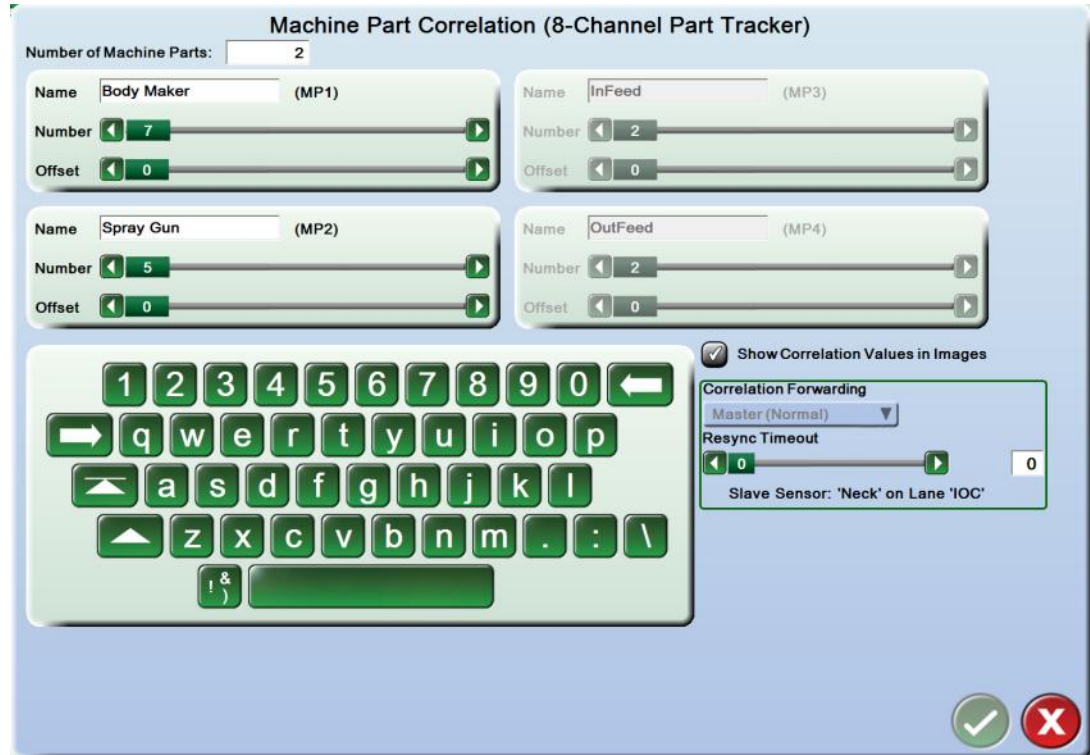 Machine Part Correlation (8-Channel Part Tracker)
Number of Machine Parts: 2
Name Body Maker (MP1)
Number 7
Offset 0
Name InFeed (MP3)
Number 2
Offset 0
Name Spray Gun (MP2)
Number 5
Offset 0
Name OutFeed (MP4)
Number 2
Offset 0
Show Correlation Values in Images
Correlation Forwarding
Master (Normal)
Resync Timeout
0 0
Slave Sensor: 'Neck' on Lane 'IOC'
1 2 3 4 5 6 7 8 9 0
q w e r t y u i o p
a s d f g h j k l
z x c v b n m . : \
! & )
X